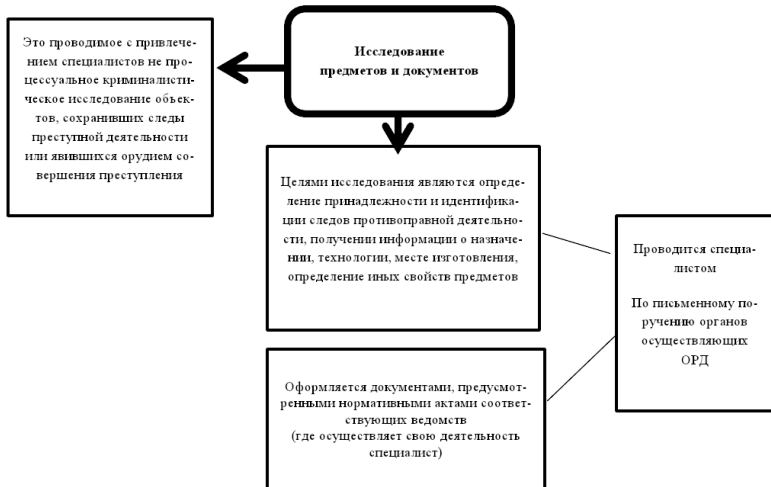 Исследование
предметов и документов
Это проводимое с привлече-
нием специалистов не про-
цессуальное криминалисти-
ческое исследование объек-
тов, сохранивших следы
преступной деятельности
или явившихся орудием со-
вершения преступления
Целями исследования являются определе-
ние принадлежности и идентифика-
ции следов противоправной деятельно-
сти, получении информации о назначе-
нии, технологии, месте изготовления,
определение иных свойств предметов
Проводится специа-
листом
По письменному по-
ручению органов
осуществляющих
ОРД
Оформляется документами, предусмот-
ренными нормативными актами соответ-
ствующих ведомств
(где осуществляет свою деятельность
специалист)